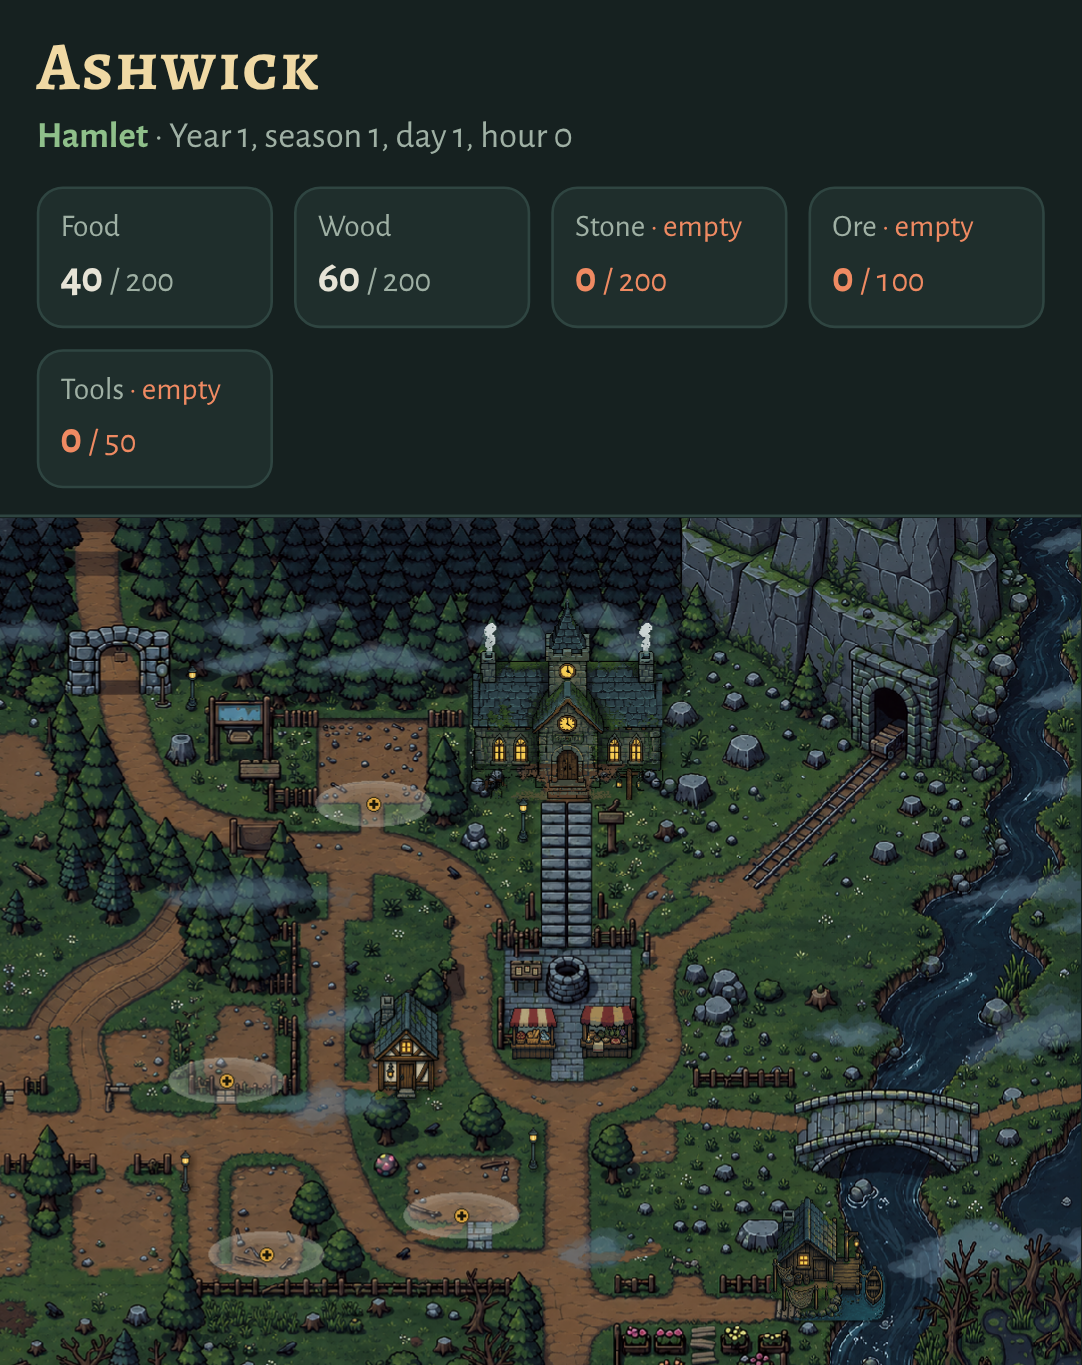 Ashwick
Hamlet · Year 1, season 1, day 1, hour 0
Food
40 / 200
Wood
60 / 200
Stone · empty
0 / 200
Ore · empty
0 / 100
Tools · empty
0 / 50